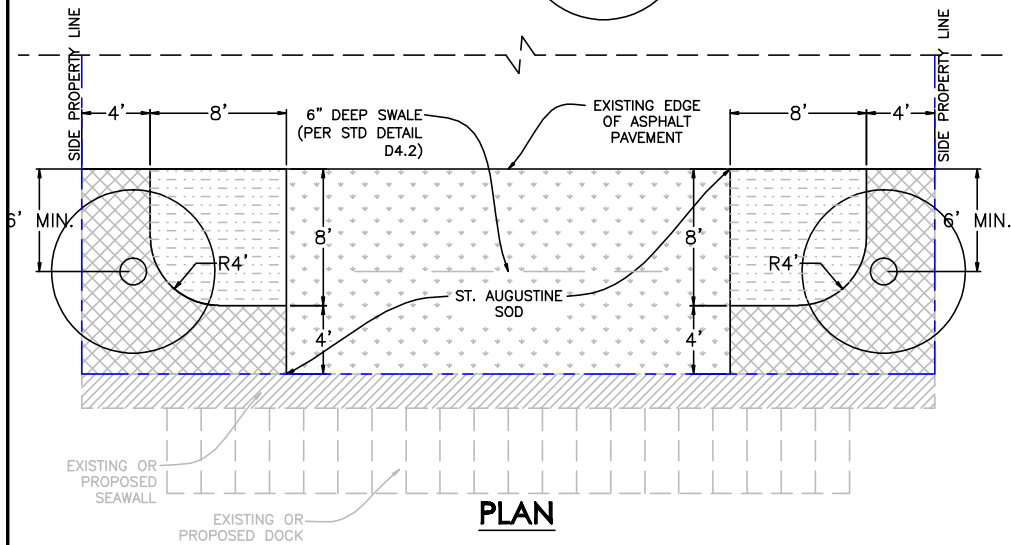 SIDE PROPERTY LINE
SIDE PROPERTY LINE
4'
8'
6" DEEP SWALE
(PER STD DETAIL
D4.2)
EXISTING EDGE
OF ASPHALT
PAVEMENT
8'
4'
6' MIN.
6' MIN.
8'
8'
R4'
R4'
ST. AUGUSTINE
SOD
4'
4'
EXISTING OR
PROPOSED
SEAWALL
EXISTING OR
PROPOSED DOCK
PLAN